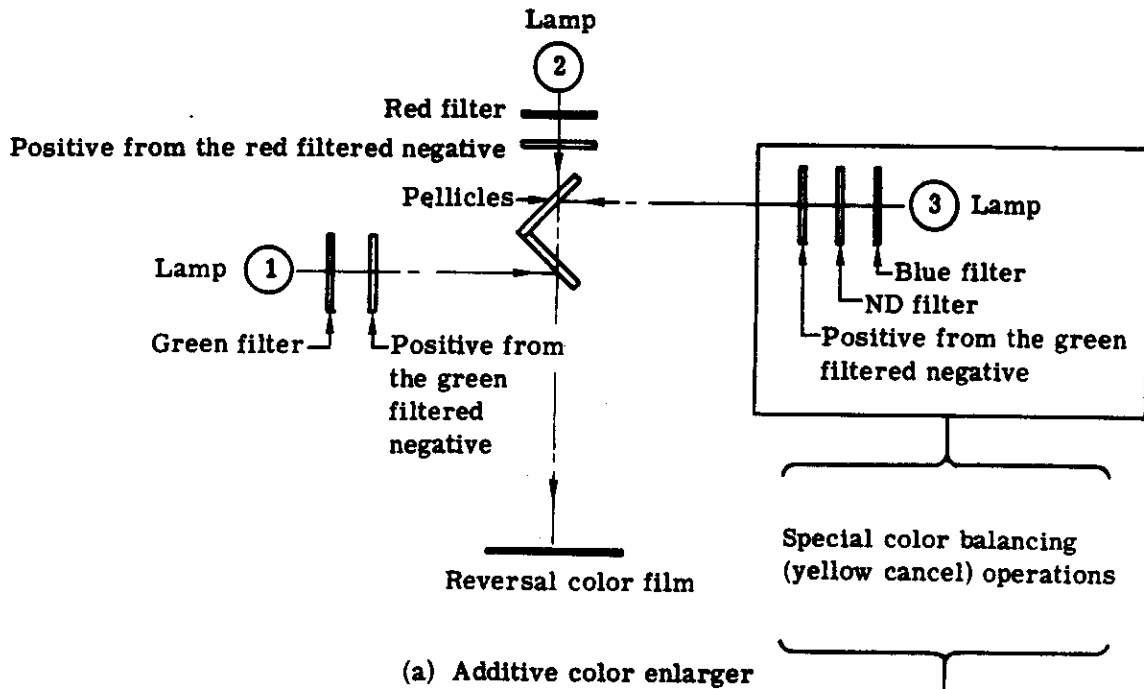 Lamp
2
Red filter
Positive from the red filtered negative
Pellicles
3 Lamp
Blue filter
ND filter
Positive from the green
filtered negative
Lamp 1
Green filter
Positive from
the green
filtered
negative
Special color balancing
(yellow cancel) operations
Reversal color film
(a) Additive color enlarger